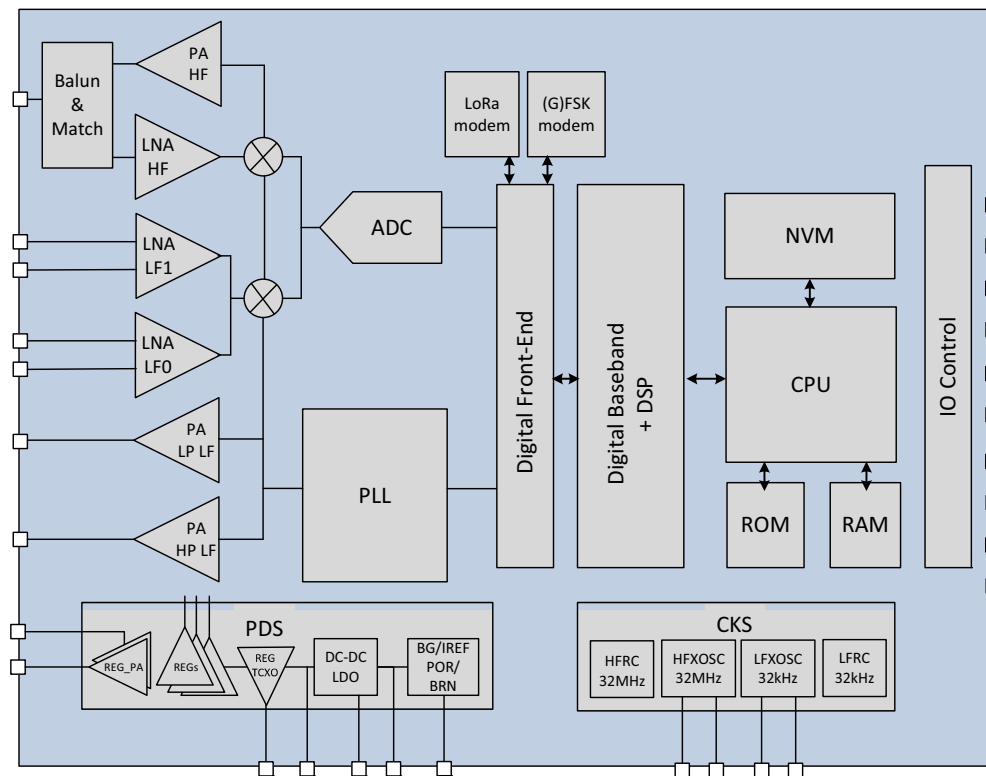 PA
HF
Balun
&
Match
LNA
HF
LoRa
modem
(G)FSK
modem
ADC
LNA
LF1
LNA
LF0
PA
LP LF
PA
HP LF
PLL
Digital Front-End
Digital Baseband
+ DSP
NVM
CPU
ROM
RAM
IO Control
PDS
REG_PA
REGs
REG
TCXO
DC-DC
LDO
BG/IREF
POR/
BRN
CKS
HFRC
32MHz
HFXOSC
32MHz
LFXOSC
32kHz
LFRC
32kHz